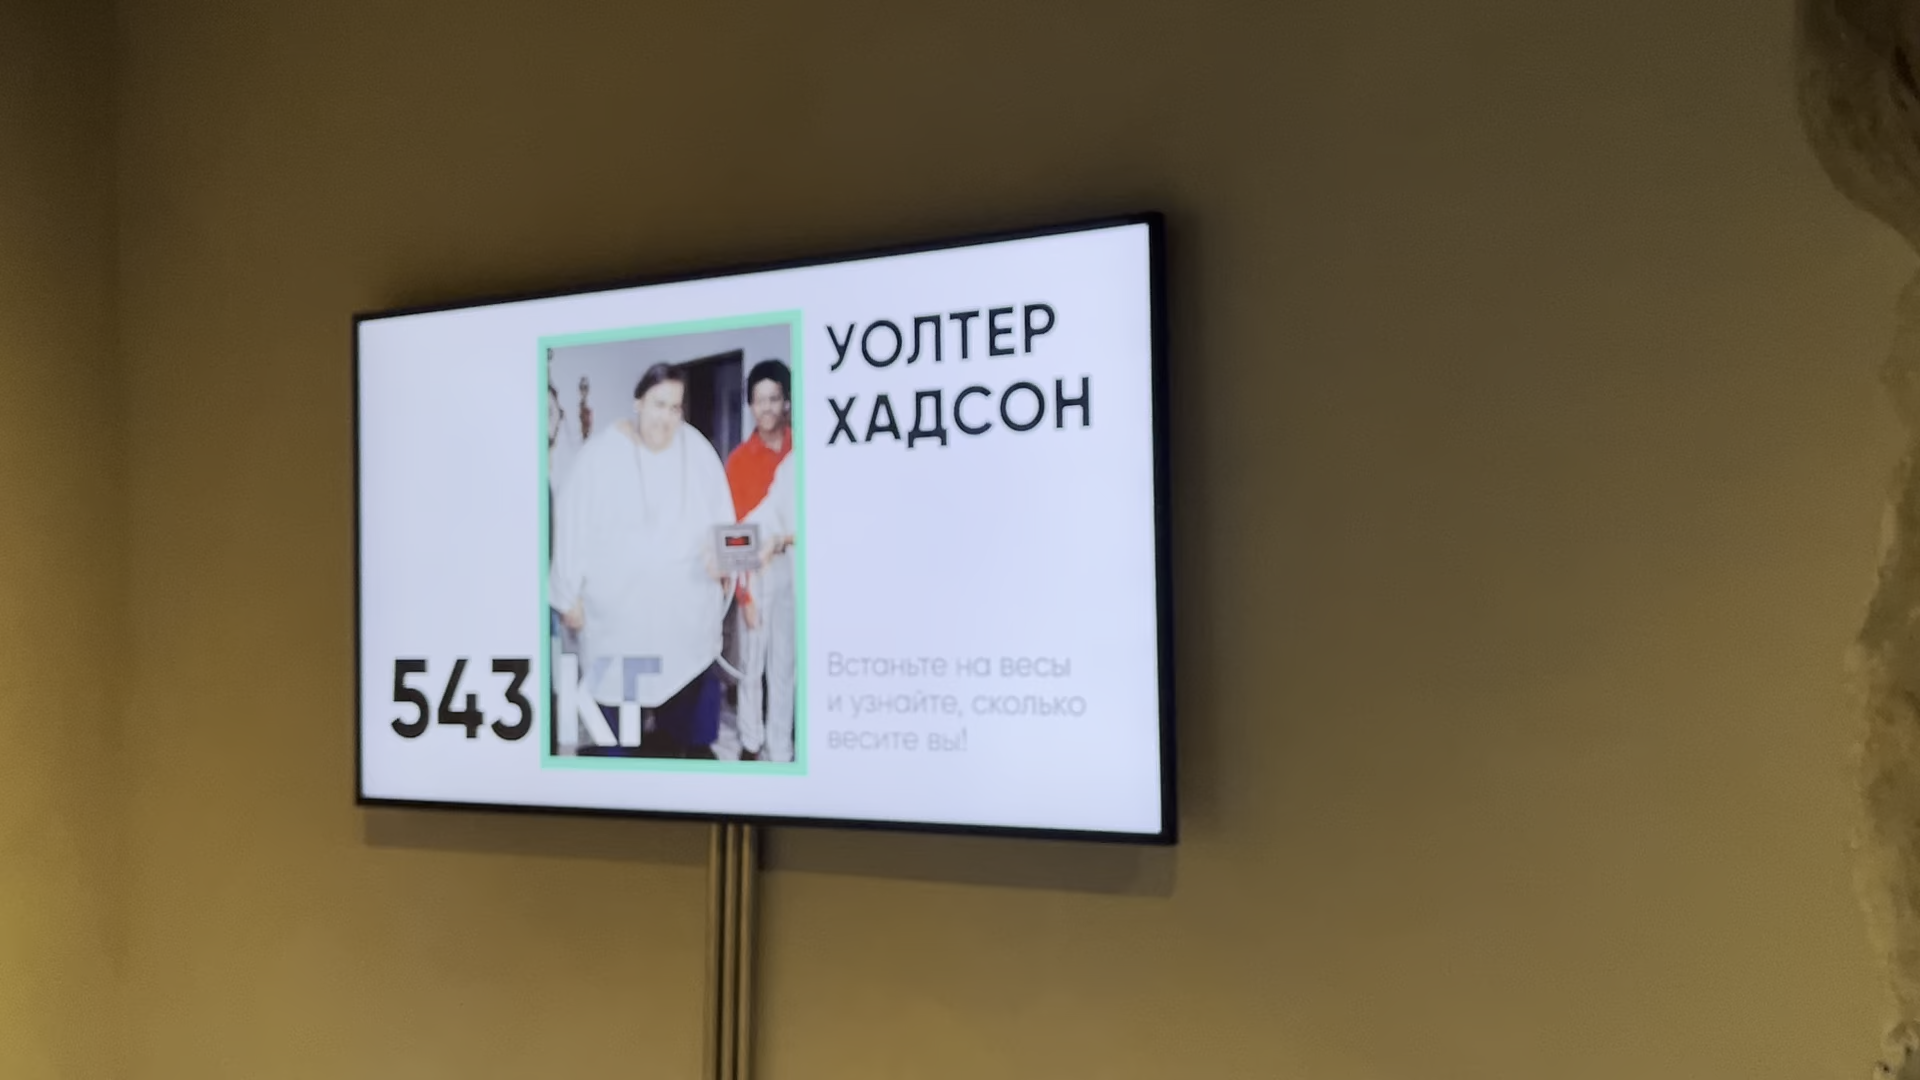 УОЛТЕР
ХАДСОН
543 КГ
Встаньте на весы
и узнайте, сколько
весите вы!